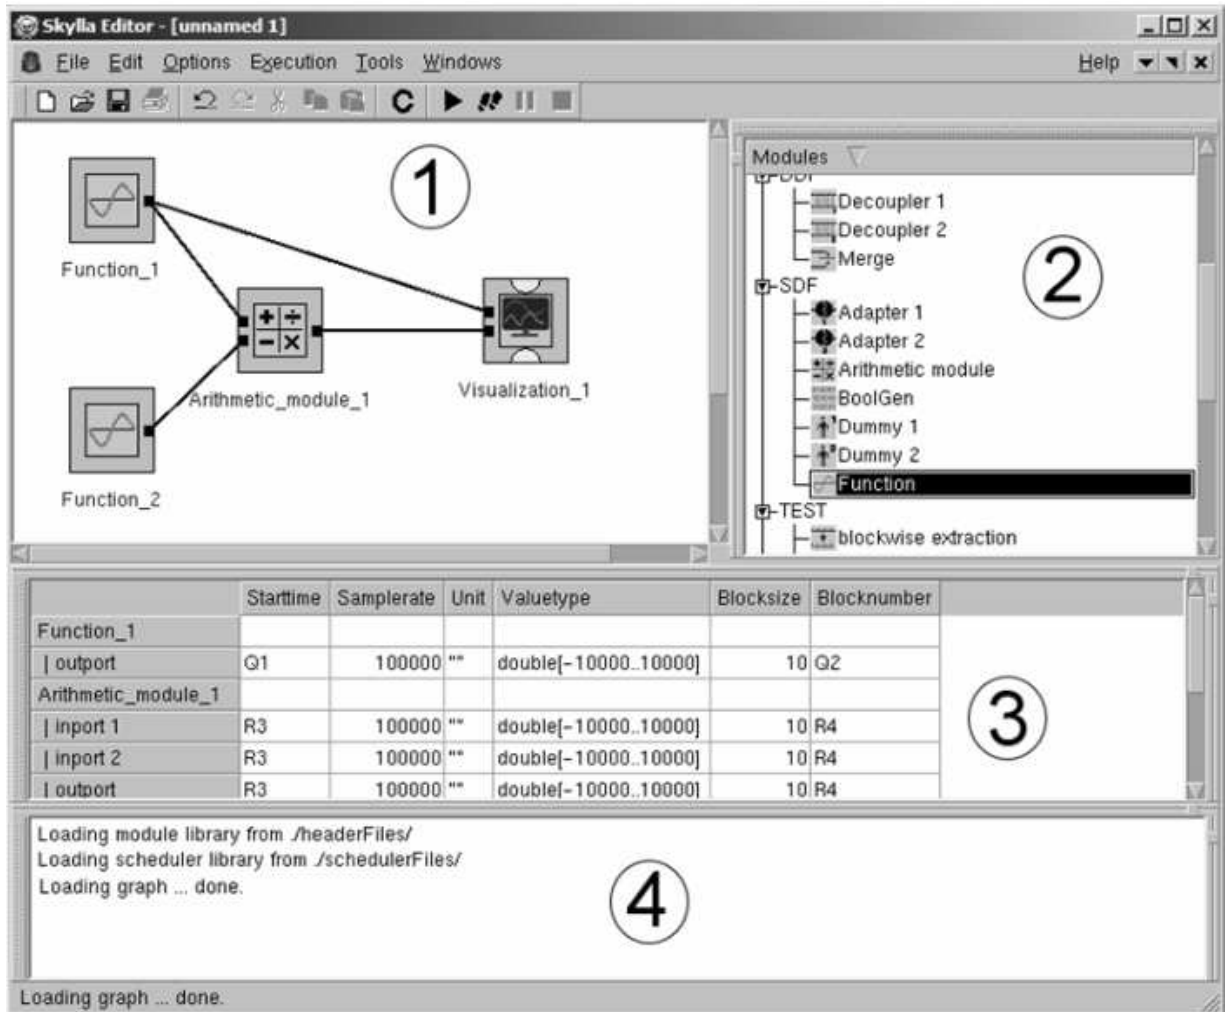 Skylla Editor - [unnamed 1]
File Edit Options Execution Tools Windows Help
C
1
Function_1
Arithmetic_module_1
Visualization_1
Function_2
Modules
DDF
Decoupler 1
Decoupler 2
Merge
2
SDF
Adapter 1
Adapter 2
Arithmetic module
BoolGen
Dummy 1
Dummy 2
Function
TEST
blockwise extraction
Starttime Samplerate Unit Valuetype Blocksize Blocknumber
Function_1
| outport Q1 100000 "" double[-10000..10000] 10 Q2
Arithmetic_module_1
| inport 1 R3 100000 "" double[-10000..10000] 10 R4
| inport 2 R3 100000 "" double[-10000..10000] 10 R4
| outport R3 100000 "" double[-10000..10000] 10 R4
3
Loading module library from ./headerFiles/
Loading scheduler library from ./schedulerFiles/
Loading graph ... done.
4
Loading graph ... done.